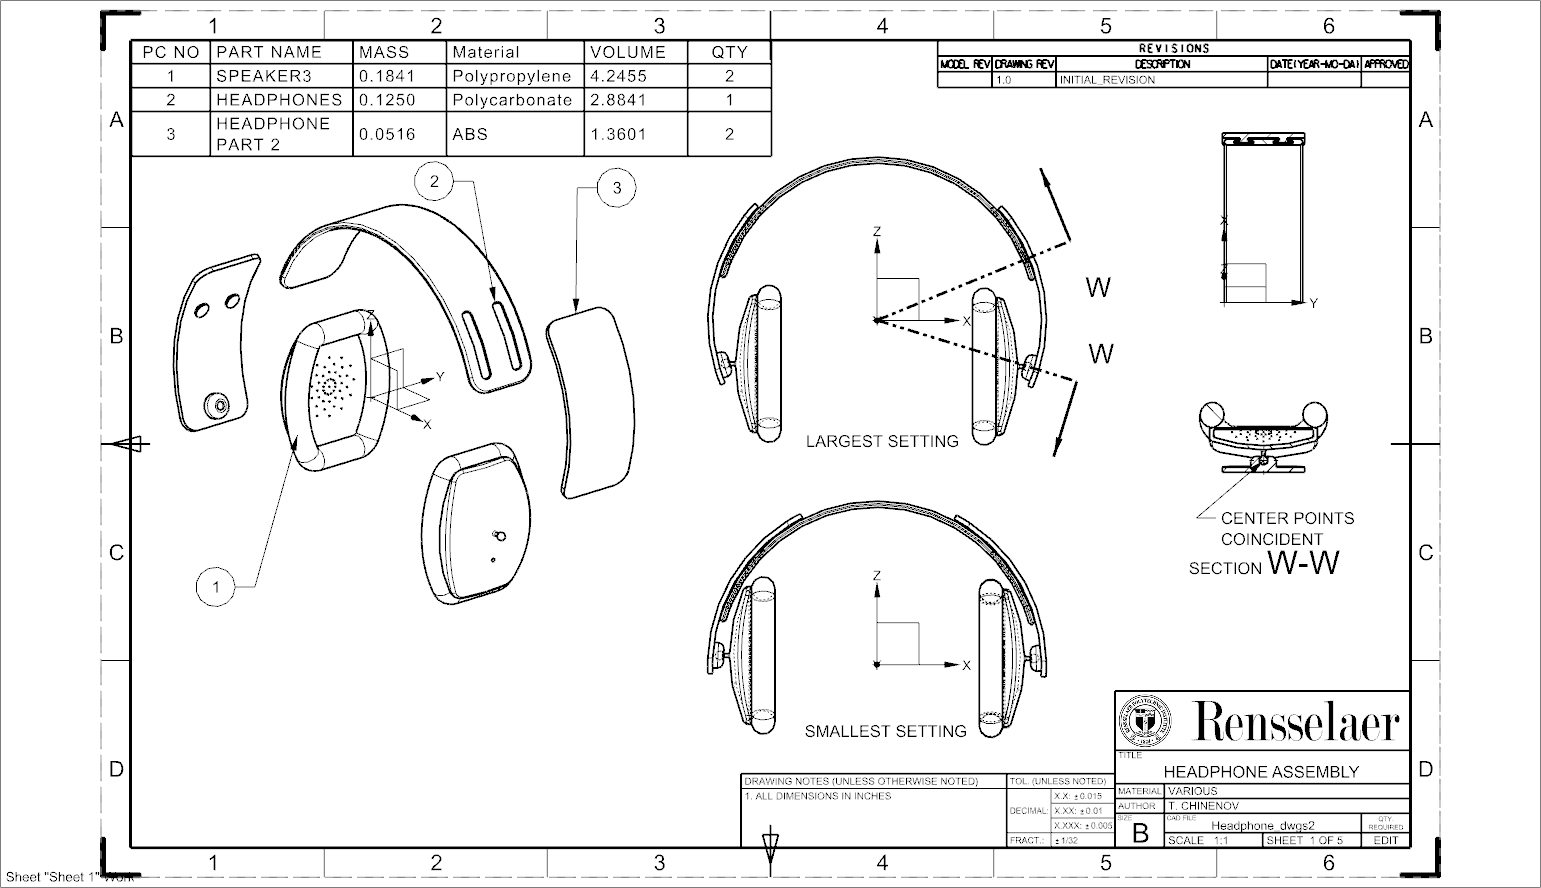 1 2 3 4 5 6
PC NO PART NAME MASS Material VOLUME QTY
1 SPEAKER3 0.1841 Polypropylene 4.2455 2
2 HEADPHONES 0.1250 Polycarbonate 2.8841 1
3 HEADPHONE PART 2 0.0516 ABS 1.3601 2
REVISIONS
MODEL REV DRAWING REV DESCRIPTION DATE(YEAR-MO-DA) APPROVED
1.0 INITIAL_REVISION
A A
2
3
Z
Y
X
1
B B
Z
X
W
W
LARGEST SETTING
X
Z
Y
CENTER POINTS
COINCIDENT
SECTION W-W
C C
Z
X
SMALLEST SETTING
D D
Rensselaer
TITLE
HEADPHONE ASSEMBLY
MATERIAL VARIOUS
AUTHOR T. CHINENOV
SIZE
B
CAD FILE
Headphone_dwgs2
QTY.
REQUIRED
SCALE 1:1 SHEET 1 OF 5 EDIT
DRAWING NOTES (UNLESS OTHERWISE NOTED)
1. ALL DIMENSIONS IN INCHES
TOL. (UNLESS NOTED)
DECIMAL:
X.X: ±0.015
X.XX: ±0.01
X.XXX: ±0.005
FRACT.: ±1/32
1 2 3 4 5 6
Sheet "Sheet 1" Work